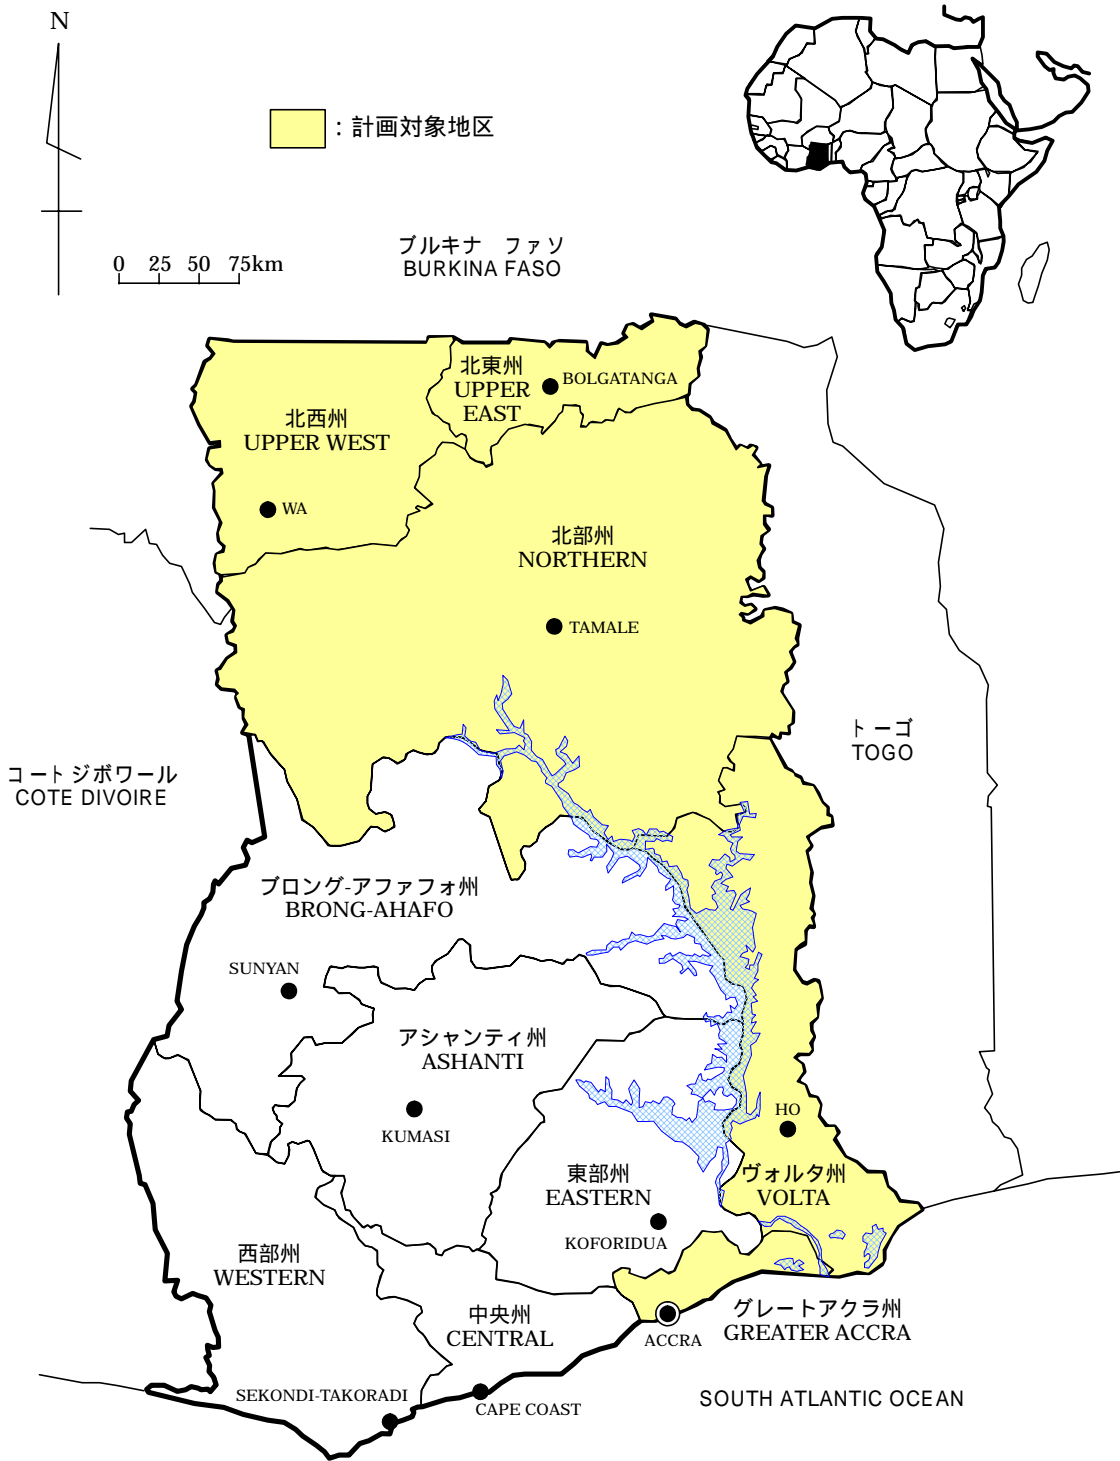 N
：計画対象地区
0 25 50 75km
ブルキナ ファソ
BURKINA FASO
北東州
UPPER
EAST
BOLGATANGA
北西州
UPPER WEST
WA
北部州
NORTHERN
TAMALE
トーゴ
TOGO
コートジボワール
COTE DIVOIRE
ブロング-アファフォ州
BRONG-AHAFO
SUNYAN
アシャンティ州
ASHANTI
KUMASI
HO
東部州
EASTERN
ヴォルタ州
VOLTA
KOFORIDUA
西部州
WESTERN
中央州
CENTRAL
グレートアクラ州
GREATER ACCRA
ACCRA
SEKONDI-TAKORADI
CAPE COAST
SOUTH ATLANTIC OCEAN